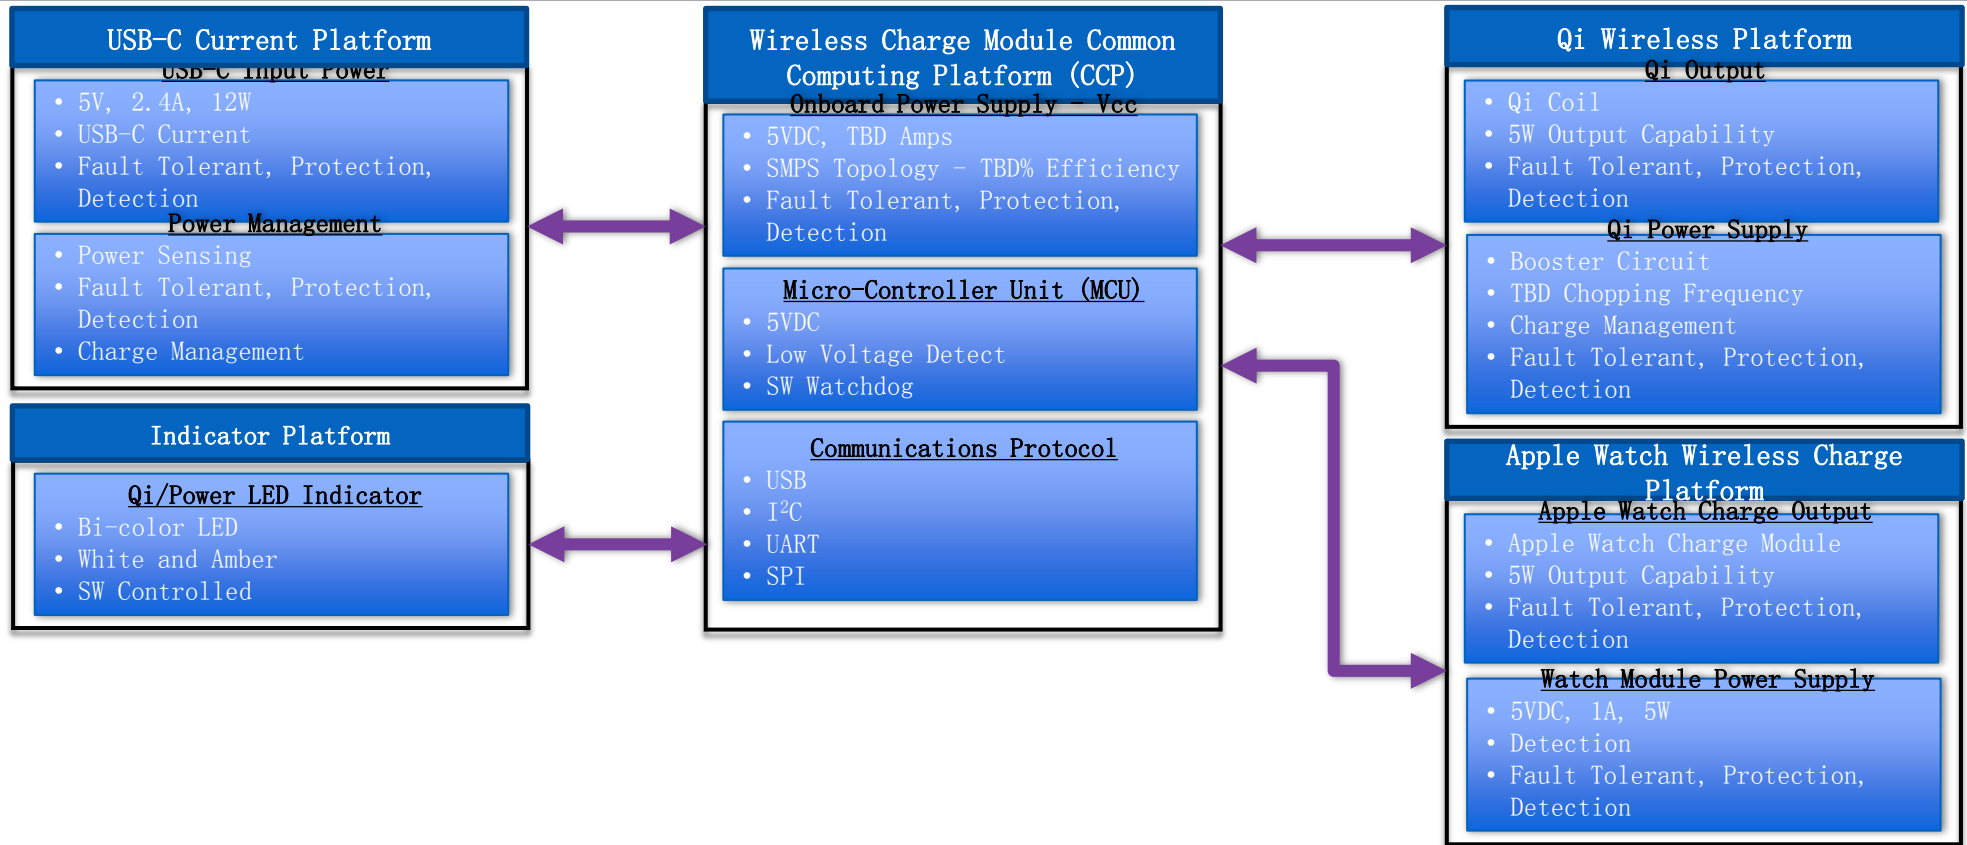 USB-C Current Platform
USB-C Input Power
• 5V, 2.4A, 12W
• USB-C Current
• Fault Tolerant, Protection,
Detection
Power Management
• Power Sensing
• Fault Tolerant, Protection,
Detection
• Charge Management
Indicator Platform
Qi/Power LED Indicator
• Bi-color LED
• White and Amber
• SW Controlled
Wireless Charge Module Common
Computing Platform (CCP)
Onboard Power Supply - Vcc
• 5VDC, TBD Amps
• SMPS Topology - TBD% Efficiency
• Fault Tolerant, Protection,
Detection
Micro-Controller Unit (MCU)
• 5VDC
• Low Voltage Detect
• SW Watchdog
Communications Protocol
• USB
• I²C
• UART
• SPI
Qi Wireless Platform
Qi Output
• Qi Coil
• 5W Output Capability
• Fault Tolerant, Protection,
Detection
Qi Power Supply
• Booster Circuit
• TBD Chopping Frequency
• Charge Management
• Fault Tolerant, Protection,
Detection
Apple Watch Wireless Charge
Platform
Apple Watch Charge Output
• Apple Watch Charge Module
• 5W Output Capability
• Fault Tolerant, Protection,
Detection
Watch Module Power Supply
• 5VDC, 1A, 5W
• Detection
• Fault Tolerant, Protection,
Detection